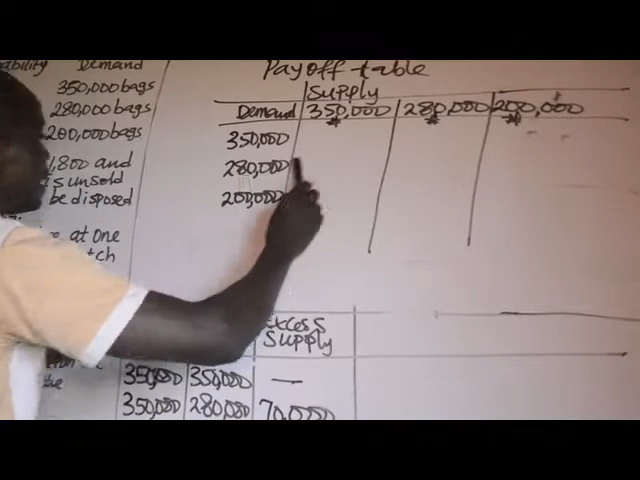 Demand
350,000 bags
280,000 bags
200,000 bags
1,800 and
is unsold
be disposed
at one
Payoff table
Supply
Demand 350,000 280,000 200,000
350,000
280,000
200,000
Excess
Supply
350,000 350,000 —
350,000 280,000 70,000